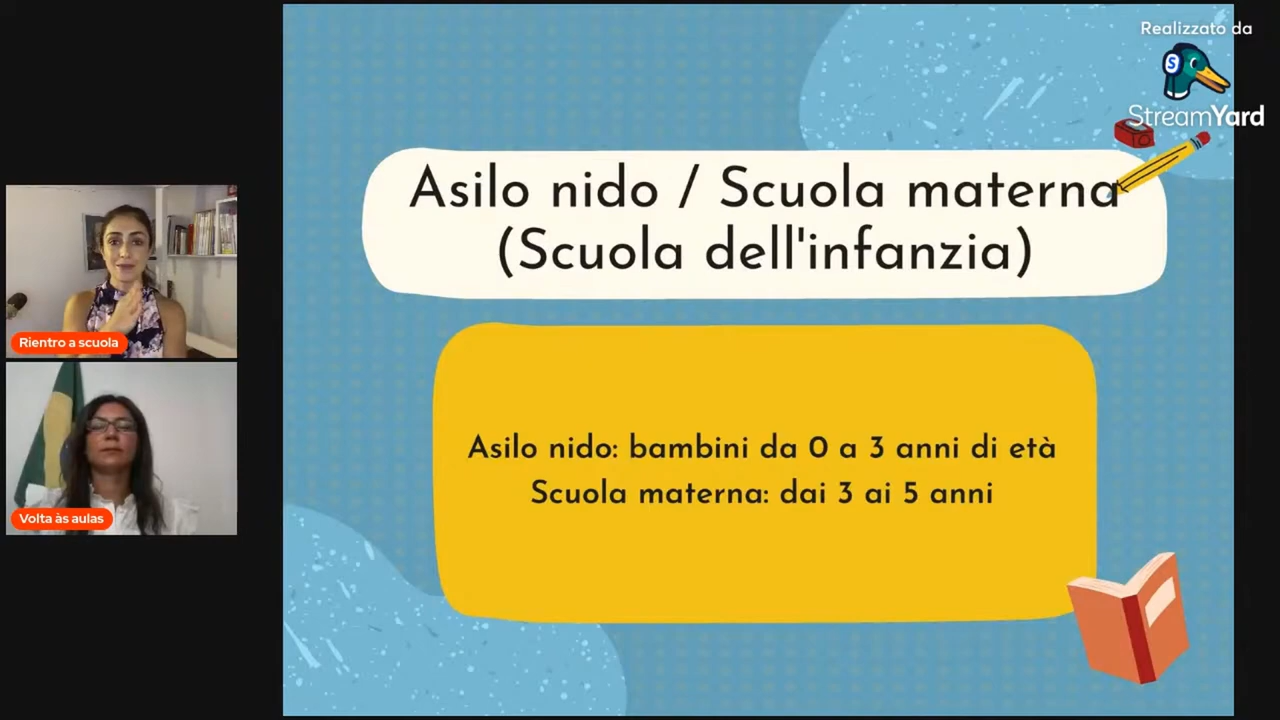 Realizzato da
StreamYard
Asilo nido / Scuola materna
(Scuola dell'infanzia)
Rientro a scuola
Asilo nido: bambini da 0 a 3 anni di età
Scuola materna: dai 3 ai 5 anni
Volta às aulas